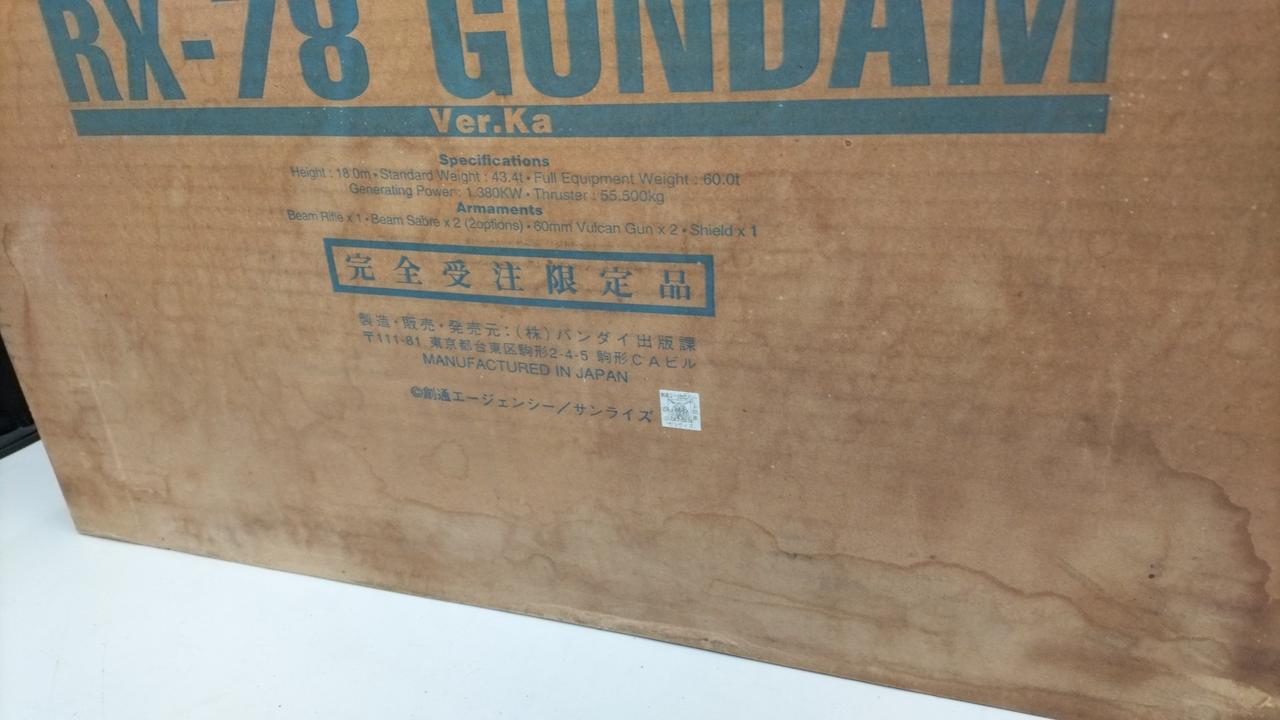 RX-78 GUNDAM
Ver.Ka
Specifications
Height : 18.0m・Standard Weight : 43.4t・Full Equipment Weight : 60.0t
Generating Power : 1.380KW・Thruster : 55.500kg
Armaments
Beam Rifle x 1・Beam Sabre x 2 (2options)・60mm Vulcan Gun x 2・Shield x 1
完全受注限定品
製造・販売・発売元:(株)バンダイ出版課
〒111-81 東京都台東区駒形2-4-5 駒形CAビル
MANUFACTURED IN JAPAN
©創通エージェンシー/サンライズ